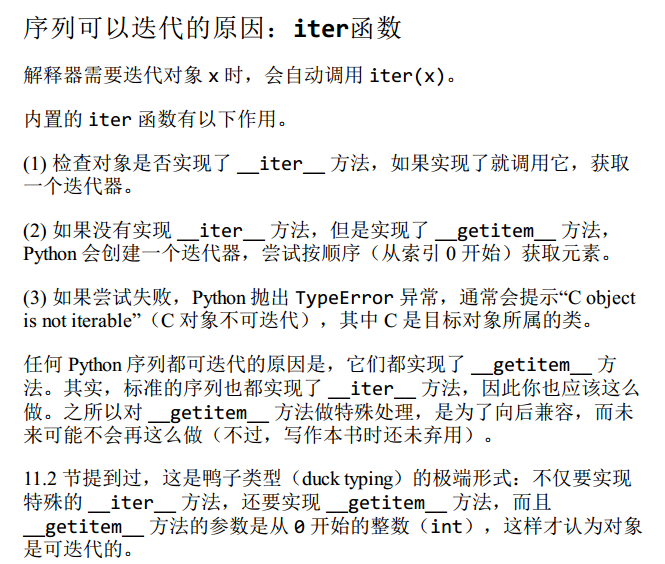 序列可以迭代的原因：iter函数
解释器需要迭代对象 x 时，会自动调用 iter(x)。
内置的 iter 函数有以下作用。
(1) 检查对象是否实现了 __iter__ 方法，如果实现了就调用它，获取
一个迭代器。
(2) 如果没有实现 __iter__ 方法，但是实现了 __getitem__ 方法，
Python 会创建一个迭代器，尝试按顺序（从索引 0 开始）获取元素。
(3) 如果尝试失败，Python 抛出 TypeError 异常，通常会提示“C object
is not iterable”（C 对象不可迭代），其中 C 是目标对象所属的类。
任何 Python 序列都可迭代的原因是，它们都实现了 __getitem__ 方
法。其实，标准的序列也都实现了 __iter__ 方法，因此你也应该这么
做。之所以对 __getitem__ 方法做特殊处理，是为了向后兼容，而未
来可能不会再这么做（不过，写作本书时还未弃用）。
11.2 节提到过，这是鸭子类型（duck typing）的极端形式：不仅要实现
特殊的 __iter__ 方法，还要实现 __getitem__ 方法，而且
__getitem__ 方法的参数是从 0 开始的整数（int），这样才认为对象
是可迭代的。